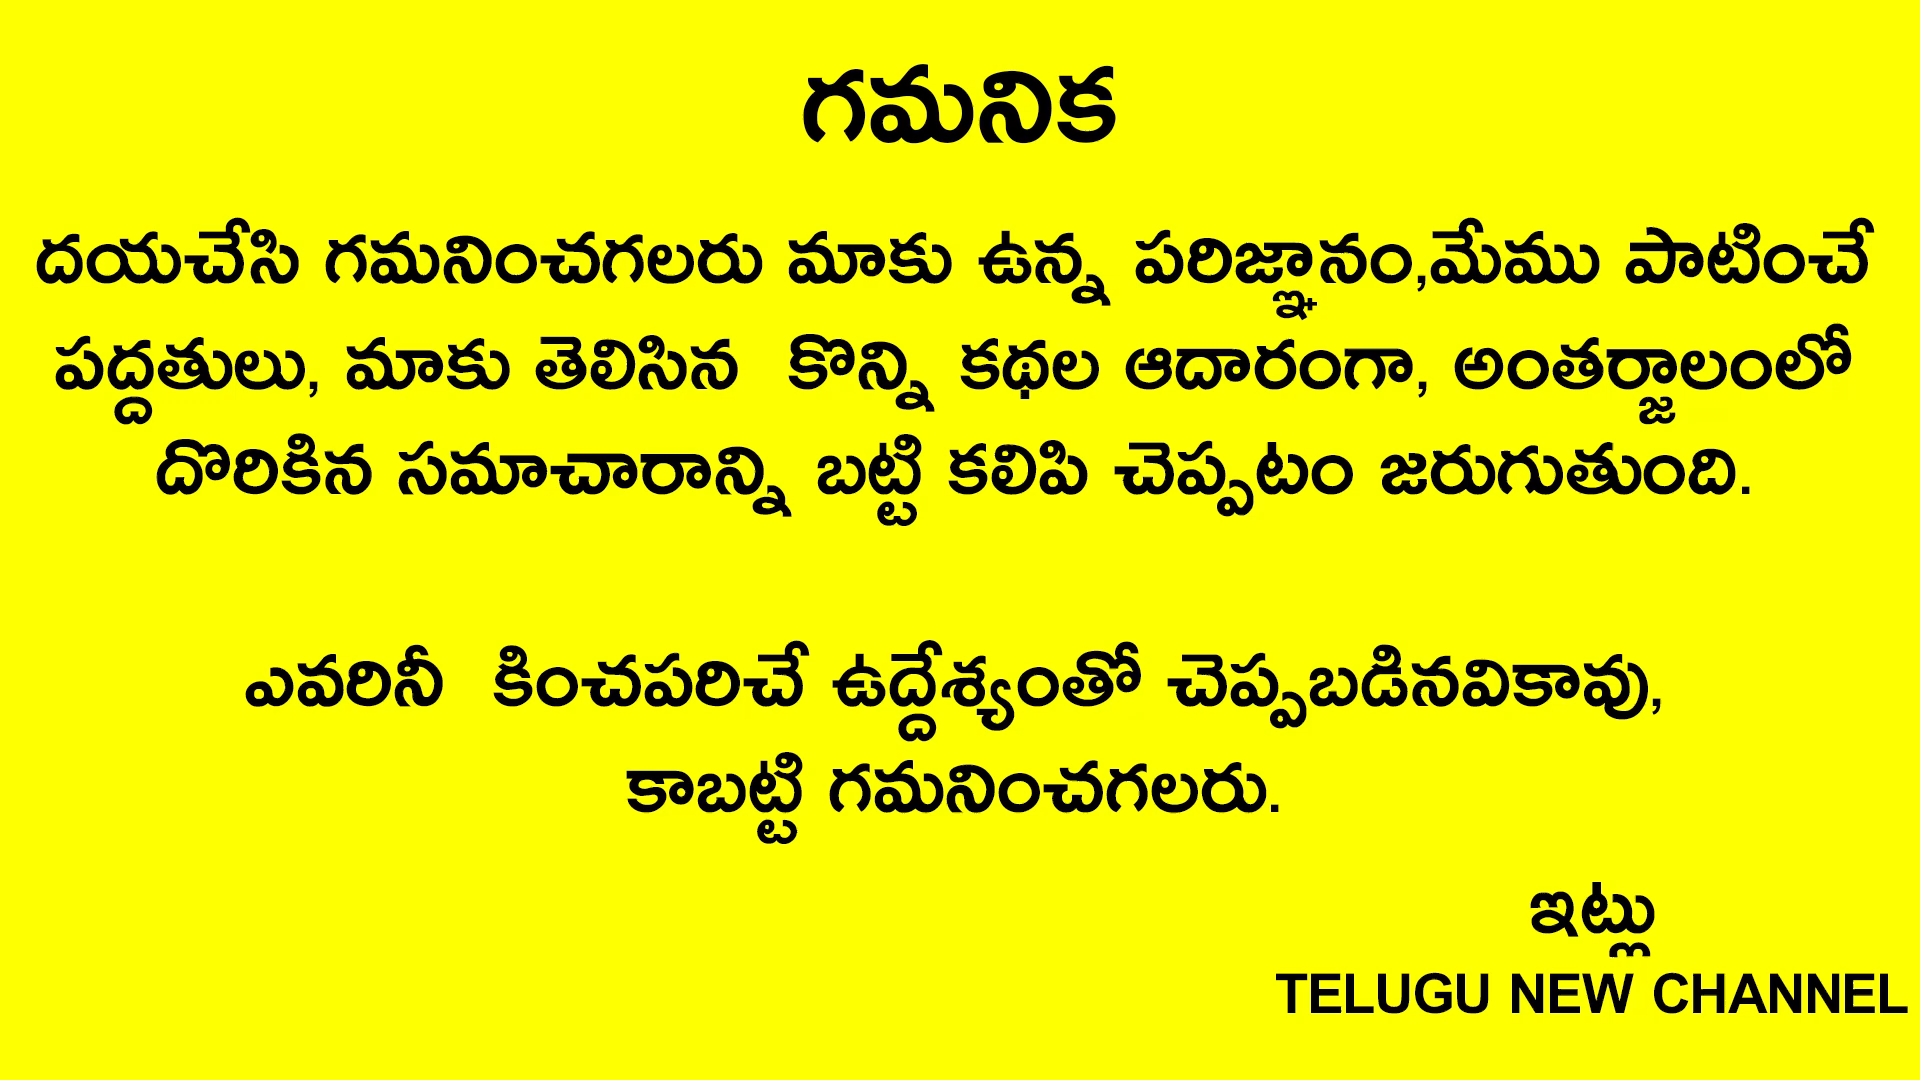 గమనిక
దయచేసి గమనించగలరు మాకు ఉన్న పరిజ్ఞానం,మేము పాటించే
పద్దతులు, మాకు తెలిసిన కొన్ని కథల ఆదారంగా, అంతర్జాలంలో
దొరికిన సమాచారాన్ని బట్టి కలిపి చెప్పటం జరుగుతుంది.
ఎవరినీ కించపరిచే ఉద్దేశ్యంతో చెప్పబడినవికావు,
కాబట్టి గమనించగలరు.
ఇట్లు
TELUGU NEW CHANNEL